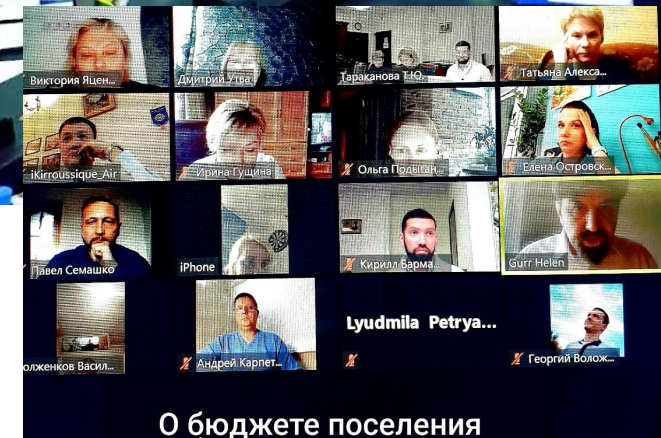 Виктория Яцен...
Дмитрий Утва
Тараканова Т.Ю.
Татьяна Алекса...
iKirroussique_Air
Ирина Гущина
Ольга Подыган...
Елена Островск...
Павел Семашко
iPhone
Кирилл Барма...
Gurr Helen
олженков Васил...
Андрей Карпет...
Lyudmila Petrya...
Георгий Волож...
О бюджете поселения